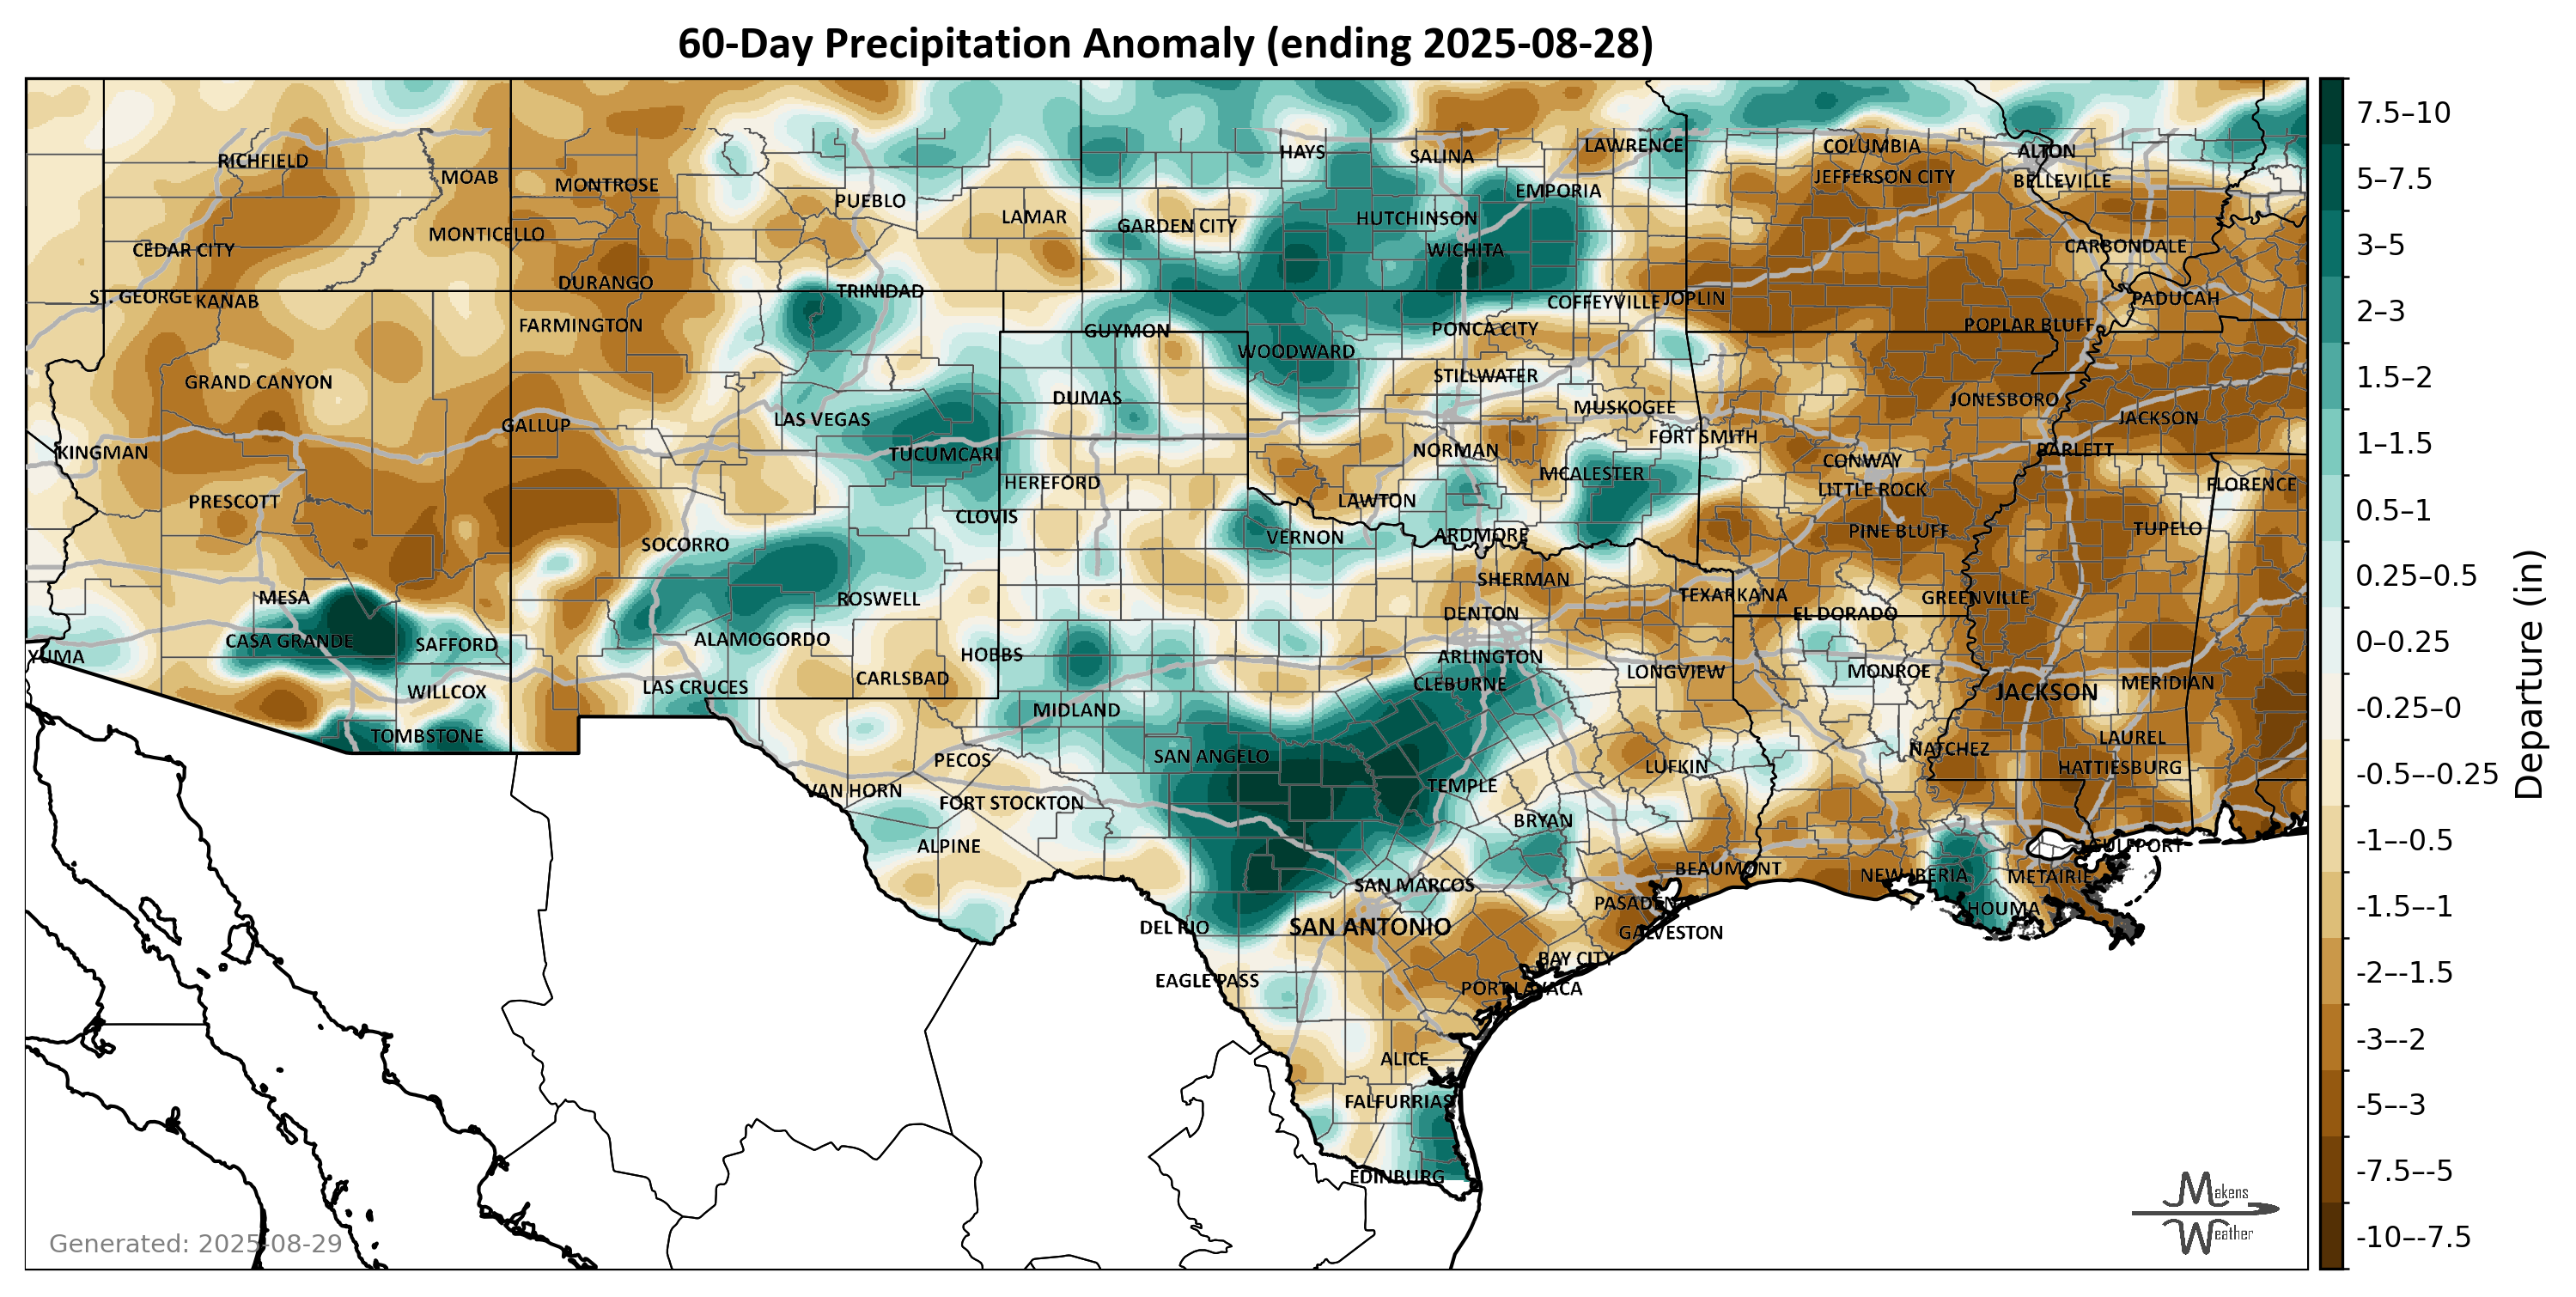 60-Day Precipitation Anomaly (ending 2025-08-28)
RICHFIELD
MOAB
MONTROSE
PUEBLO
LAMAR
HAYS
SALINA
LAWRENCE
COLUMBIA
ALTON
JEFFERSON CITY
BELLEVILLE
EMPORIA
GARDEN CITY
HUTCHINSON
WICHITA
CEDAR CITY
MONTICELLO
CARBONDALE
DURANGO
TRINIDAD
ST. GEORGE
KANAB
COFFEYVILLE
JOPLIN
PADUCAH
FARMINGTON
GUYMON
PONCA CITY
POPLAR BLUFF
WOODWARD
GRAND CANYON
STILLWATER
DUMAS
MUSKOGEE
JONESBORO
GALLUP
LAS VEGAS
JACKSON
KINGMAN
TUCUMCARI
NORMAN
FORT SMITH
CONWAY
BARLETT
HEREFORD
MCALESTER
LITTLE ROCK
FLORENCE
PRESCOTT
LAWTON
CLOVIS
PINE BLUFF
TUPELO
SOCORRO
VERNON
ARDMORE
SHERMAN
MESA
ROSWELL
TEXARKANA
GREENVILLE
DENTON
EL DORADO
CASA GRANDE
SAFFORD
ALAMOGORDO
YUMA
HOBBS
ARLINGTON
LONGVIEW
MONROE
CARLSBAD
CLEBURNE
WILLCOX
LAS CRUCES
JACKSON
MERIDIAN
MIDLAND
TOMBSTONE
NATCHEZ
LAUREL
PECOS
SAN ANGELO
LUFKIN
HATTIESBURG
VAN HORN
FORT STOCKTON
TEMPLE
BRYAN
ALPINE
GULFPORT
BEAUMONT
NEW IBERIA
METAIRIE
SAN MARCOS
PASADENA
HOUMA
DEL RIO
SAN ANTONIO
GALVESTON
BAY CITY
EAGLE PASS
PORT LAVACA
ALICE
FALFURRIAS
EDINBURG
7.5–10
5–7.5
3–5
2–3
1.5–2
1–1.5
0.5–1
0.25–0.5
0–0.25
-0.25–0
-0.5–-0.25
-1–-0.5
-1.5–-1
-2–-1.5
-3–-2
-5–-3
-7.5–-5
-10–-7.5
Departure (in)
Generated: 2025-08-29
Makens
Weather